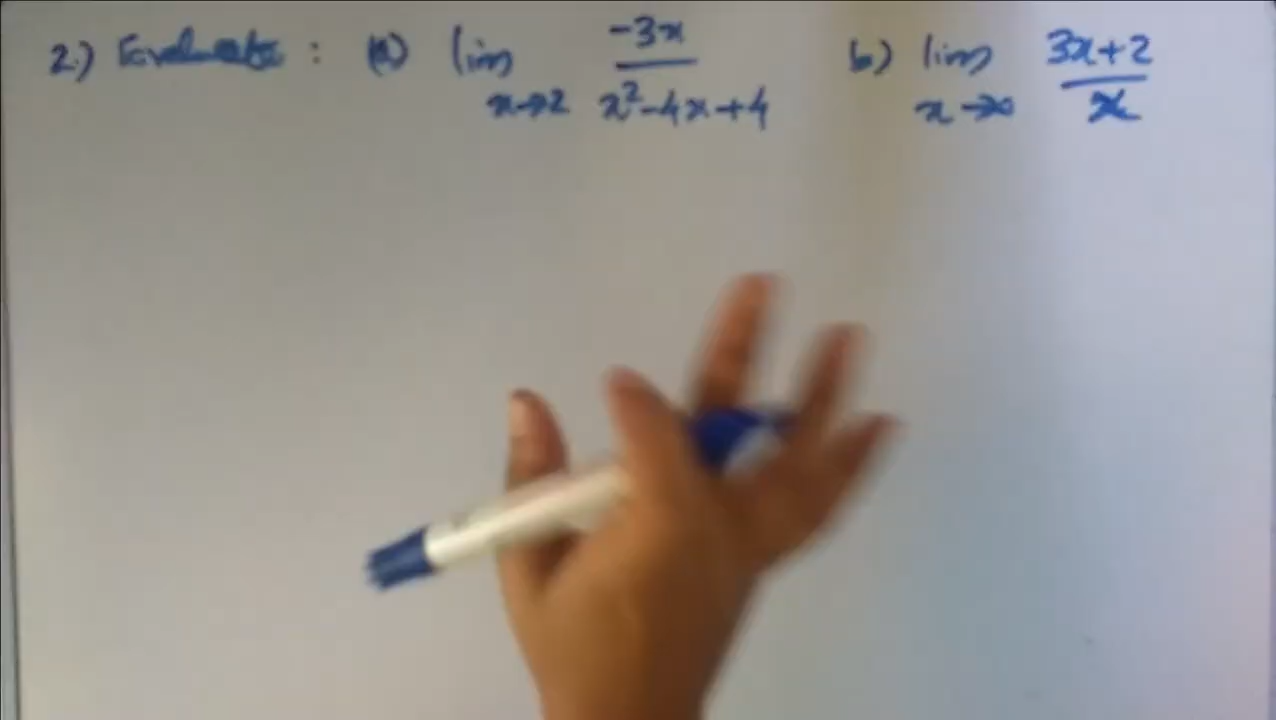 2.) Evaluate : (a) lim x→2 -3x / x²-4x+4 b) lim x→∞ 3x+2 / x